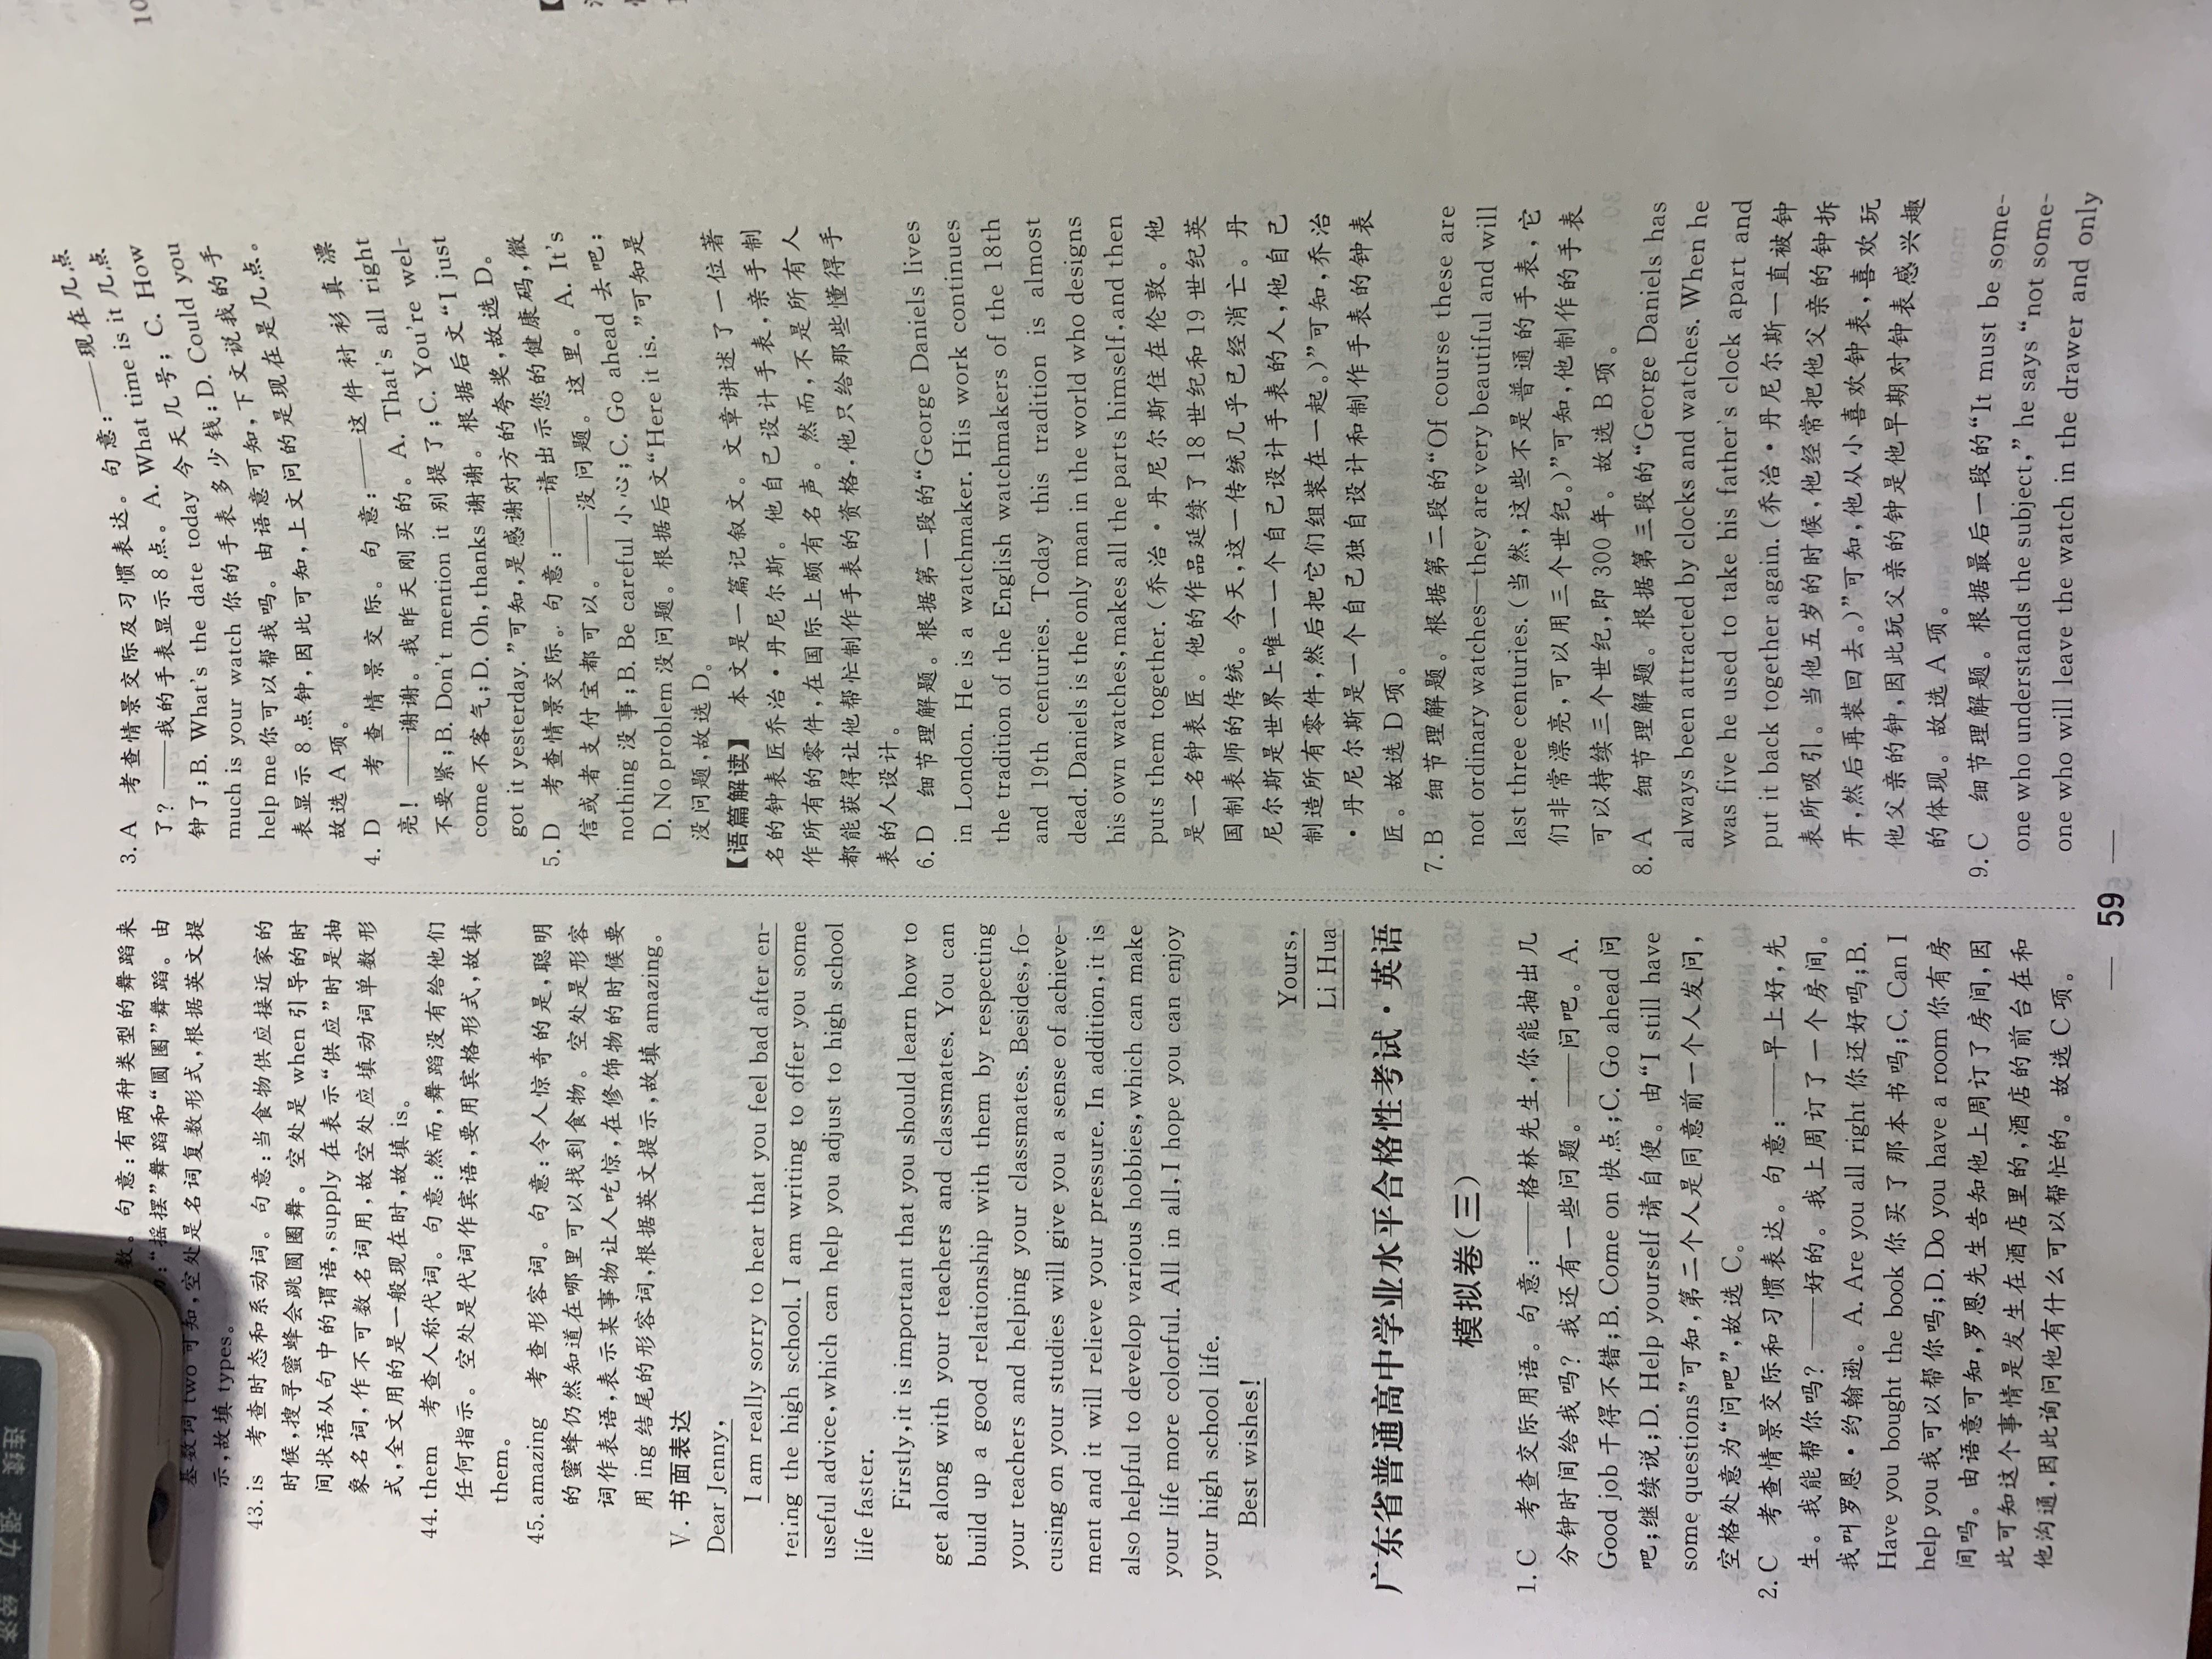 连续 强力 经济
数。句意:有两种类型的舞蹈来
:“摇摆”舞蹈和“圆圈”舞蹈。由
基数词 two 可知,空处是名词复数形式,根据英文提
示,故填 types。
43. is 考查时态和系动词。句意:当食物供应接近家的
时候,搜寻蜜蜂会跳圆圈舞。空处是 when 引导的时
间状语从句中的谓语,supply 在表示“供应”时是抽
象名词,作不可数名词用,故空处应填动词单数形
式,全文用的是一般现在时,故填 is。
44. them 考查人称代词。句意:然而,舞蹈没有给他们
任何指示。空处是代词作宾语,要用宾格形式,故填
them。
45. amazing 考查形容词。句意:令人惊奇的是,聪明
的蜜蜂仍然知道在哪里可以找到食物。空处是形容
词作表语,表示某事物让人吃惊,在修饰物的时候要
用 ing 结尾的形容词,根据英文提示,故填 amazing。
Ⅴ. 书面表达
Dear Jenny,
I am really sorry to hear that you feel bad after en-
tering the high school. I am writing to offer you some
useful advice, which can help you adjust to high school
life faster.
Firstly, it is important that you should learn how to
get along with your teachers and classmates. You can
build up a good relationship with them by respecting
your teachers and helping your classmates. Besides, fo-
cusing on your studies will give you a sense of achieve-
ment and it will relieve your pressure. In addition, it is
also helpful to develop various hobbies, which can make
your life more colorful. All in all, I hope you can enjoy
your high school life.
Best wishes!
Yours,
Li Hua
广东省普通高中学业水平合格性考试·英语
模拟卷(三)
1. C 考查交际用语。句意:——格林先生,你能抽出几
分钟时间给我吗?我还有一些问题。——问吧。A.
Good job 干得不错;B. Come on 快点;C. Go ahead 问
吧;继续说;D. Help yourself 请自便。由“I still have
some questions”可知,第二个人是同意前一个人发问,
空格处意为“问吧”,故选 C。
2. C 考查情景交际和习惯表达。句意:——早上好,先
生。我能帮你吗?——好的。我上周订了一个房间。
我叫罗恩·约翰逊。A. Are you all right 你还好吗;B.
Have you bought the book 你买了那本书吗;C. Can I
help you 我可以帮你吗;D. Do you have a room 你有房
间吗。由语意可知,罗恩先生告知他上周订了房间,因
此可知这个事情是发生在酒店里的,酒店的前台在和
他沟通,因此询问他有什么可以帮忙的。故选 C 项。
3. A 考查情景交际及习惯表达。句意:——现在几点
了?——我的手表显示 8 点。A. What time is it 几点
钟了;B. What's the date today 今天几号;C. How
much is your watch 你的手表多少钱;D. Could you
help me 你可以帮我吗。由语意可知,下文说我的手
表显示 8 点钟,因此可知,上文问的是现在是几点。
故选 A 项。
4. D 考查情景交际。句意:——这件衬衫真漂
亮!——谢谢。我昨天刚买的。A. That's all right
不要紧;B. Don't mention it 别提了;C. You're wel-
come 不客气;D. Oh, thanks 谢谢。根据后文“I just
got it yesterday.”可知,是感谢对方的夸奖,故选 D。
5. D 考查情景交际。句意:——请出示您的健康码,微
信或者支付宝都可以。——没问题。这里。A. It's
nothing 没事;B. Be careful 小心;C. Go ahead 去吧;
D. No problem 没问题。根据后文“Here it is.”可知是
没问题,故选 D。
【语篇解读】 本文是一篇记叙文。文章讲述了一位著
名的钟表匠乔治·丹尼尔斯。他自己设计手表,亲手制
作所有的零件,在国际上颇有名声。然而,不是所有人
都能获得让他帮忙制作手表的资格,他只给那些懂得手
表的人设计。
6. D 细节理解题。根据第一段的“George Daniels lives
in London. He is a watchmaker. His work continues
the tradition of the English watchmakers of the 18th
and 19th centuries. Today this tradition is almost
dead. Daniels is the only man in the world who designs
his own watches, makes all the parts himself, and then
puts them together. (乔治·丹尼尔斯住在伦敦。他
是一名钟表匠。他的作品延续了 18 世纪和 19 世纪英
国制表师的传统。今天,这一传统几乎已经消亡。丹
尼尔斯是世界上唯一一个自己设计手表的人,他自己
制造所有零件,然后把它们组装在一起。)”可知,乔治
·丹尼尔斯是一个自己独自设计和制作手表的钟表
匠。故选 D 项。
7. B 细节理解题。根据第二段的“Of course these are
not ordinary watches—they are very beautiful and will
last three centuries. (当然,这些不是普通的手表,它
们非常漂亮,可以用三个世纪。)”可知,他制作的手表
可以持续三个世纪,即 300 年。故选 B 项。
8. A 细节理解题。根据第三段的“George Daniels has
always been attracted by clocks and watches. When he
was five he used to take his father's clock apart and
put it back together again. (乔治·丹尼尔斯一直被钟
表所吸引。当他五岁的时候,他经常把他父亲的钟拆
开,然后再装回去。)”可知,他从小喜欢钟表,喜欢玩
他父亲的钟,因此玩父亲的钟是他早期对钟表感兴趣
的体现。故选 A 项。
9. C 细节理解题。根据最后一段的“It must be some-
one who understands the subject,” he says “not some-
one who will leave the watch in the drawer and only
— 59 —
10